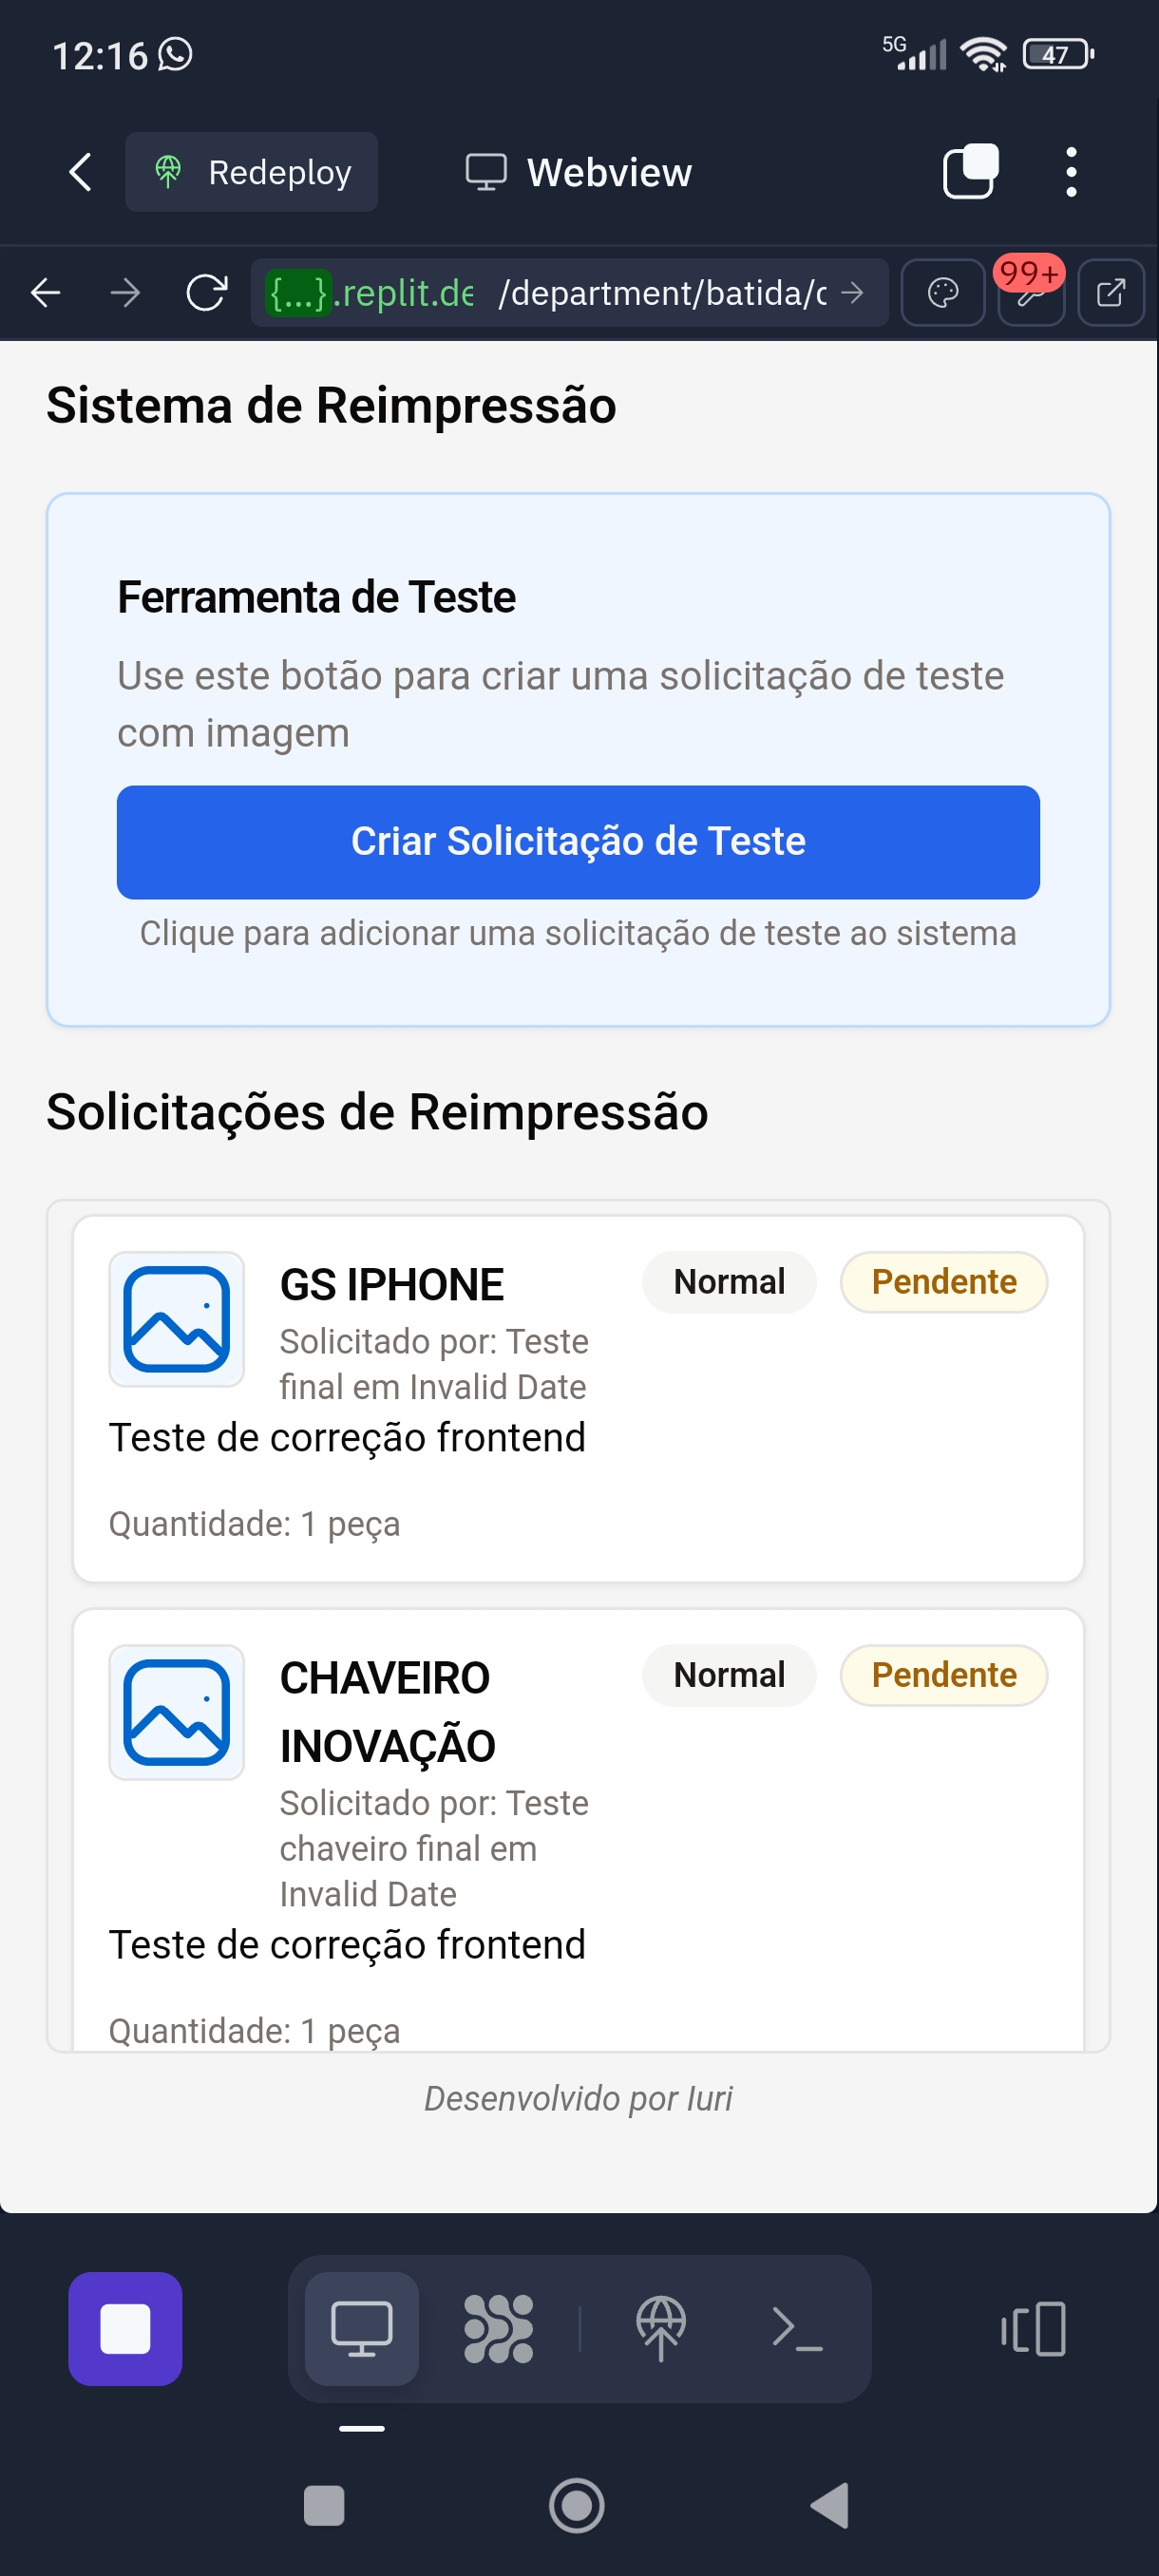 12:16
5G
47
Redeploy
Webview
{...}.replit.de /department/batida/c
99+
Sistema de Reimpressão
Ferramenta de Teste
Use este botão para criar uma solicitação de teste
com imagem
Criar Solicitação de Teste
Clique para adicionar uma solicitação de teste ao sistema
Solicitações de Reimpressão
GS IPHONE
Normal
Pendente
Solicitado por: Teste
final em Invalid Date
Teste de correção frontend
Quantidade: 1 peça
CHAVEIRO
INOVAÇÃO
Normal
Pendente
Solicitado por: Teste
chaveiro final em
Invalid Date
Teste de correção frontend
Quantidade: 1 peça
Desenvolvido por Iuri